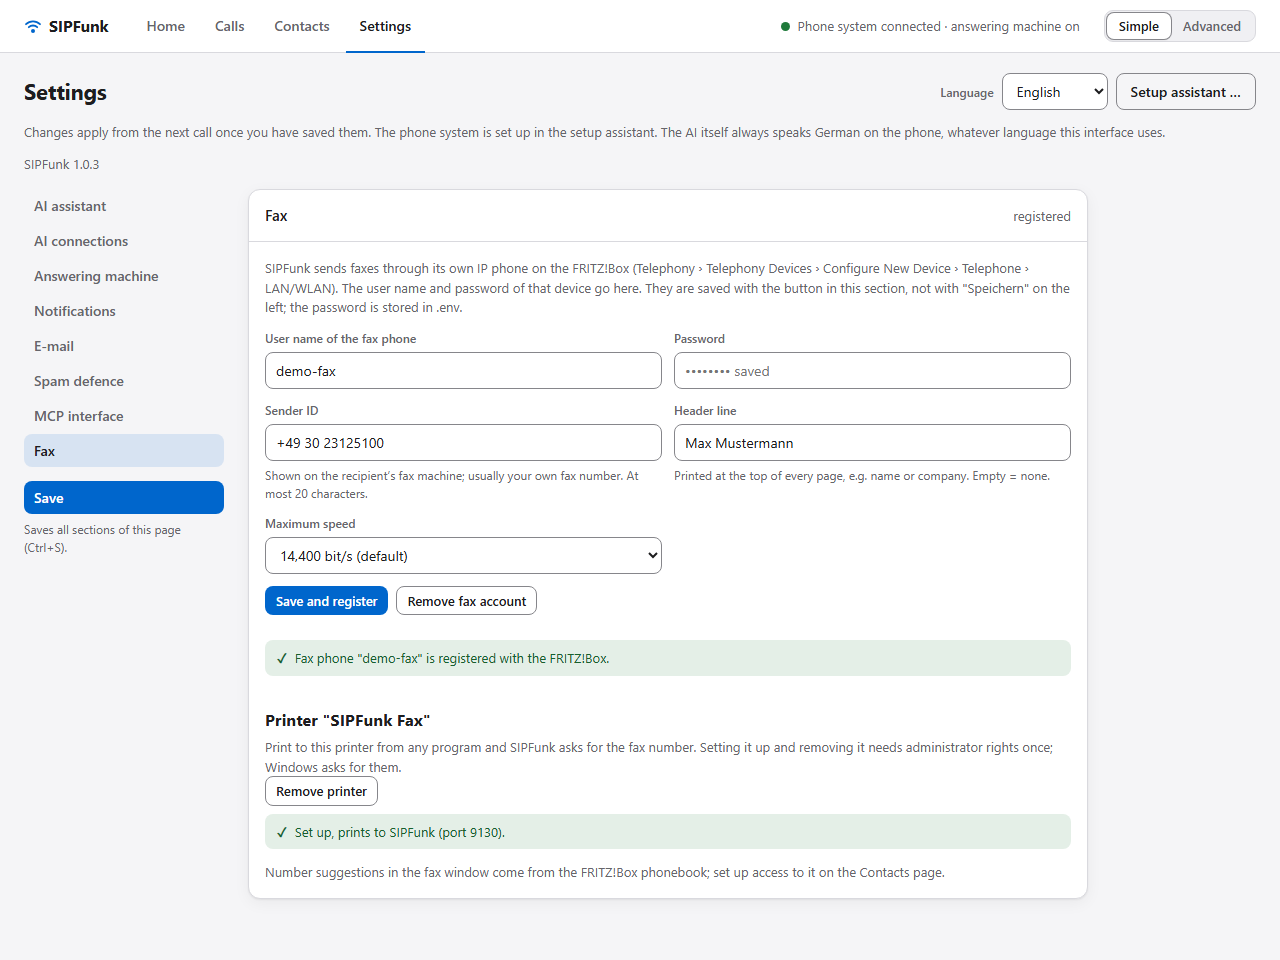 SIPFunk
Home
Calls
Contacts
Settings
Phone system connected · answering machine on
Simple
Advanced
Settings
Language
English
Setup assistant ...
Changes apply from the next call once you have saved them. The phone system is set up in the setup assistant. The AI itself always speaks German on the phone, whatever language this interface uses.
SIPFunk 1.0.3
AI assistant
AI connections
Answering machine
Notifications
E-mail
Spam defence
MCP interface
Fax
Save
Saves all sections of this page
(Ctrl+S).
Fax
registered
SIPFunk sends faxes through its own IP phone on the FRITZ!Box (Telephony › Telephony Devices › Configure New Device › Telephone ›
LAN/WLAN). The user name and password of that device go here. They are saved with the button in this section, not with "Speichern" on the
left; the password is stored in .env.
User name of the fax phone
Password
demo-fax
•••••••• saved
Sender ID
Header line
+49 30 23125100
Max Mustermann
Shown on the recipient's fax machine; usually your own fax number. At
most 20 characters.
Printed at the top of every page, e.g. name or company. Empty = none.
Maximum speed
14,400 bit/s (default)
Save and register
Remove fax account
✓ Fax phone "demo-fax" is registered with the FRITZ!Box.
Printer "SIPFunk Fax"
Print to this printer from any program and SIPFunk asks for the fax number. Setting it up and removing it needs administrator rights once;
Windows asks for them.
Remove printer
✓ Set up, prints to SIPFunk (port 9130).
Number suggestions in the fax window come from the FRITZ!Box phonebook; set up access to it on the Contacts page.